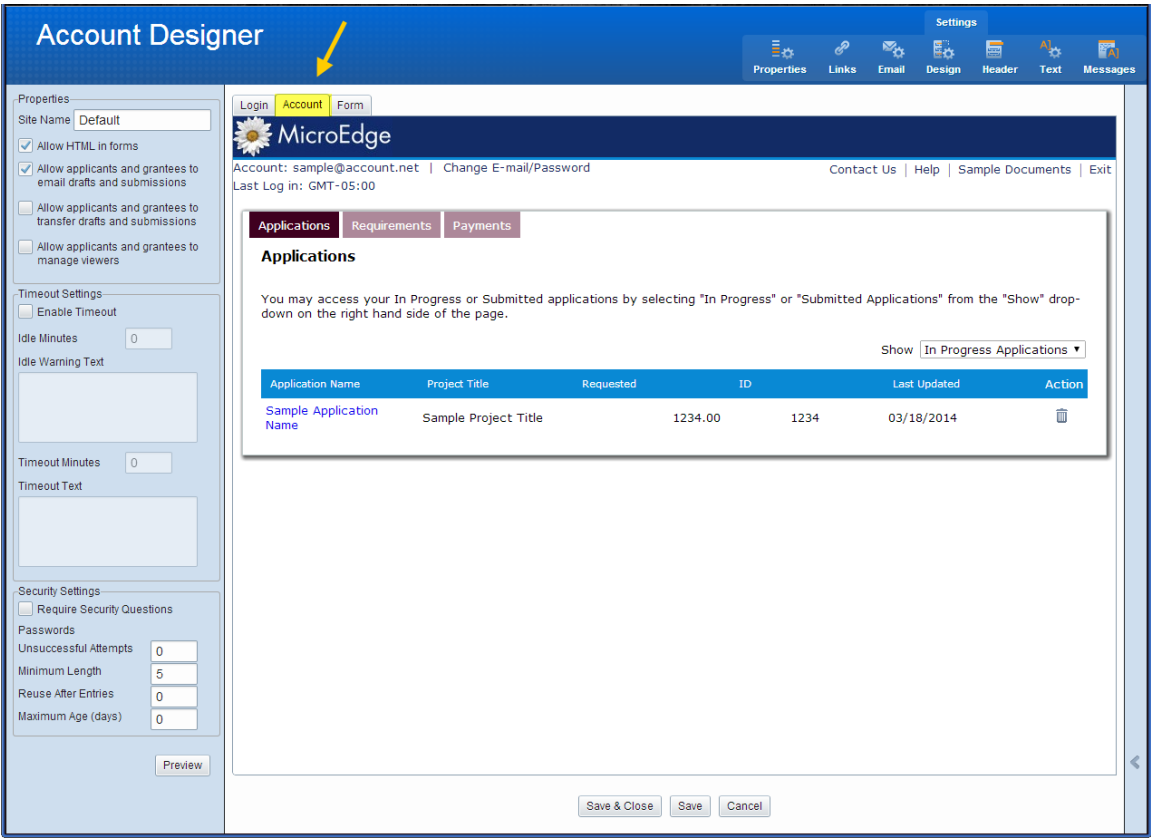 Account Designer
Settings
Properties Links Email Design Header Text Messages
Properties
Site Name Default
Allow HTML in forms
Allow applicants and grantees to
email drafts and submissions
Allow applicants and grantees to
transfer drafts and submissions
Allow applicants and grantees to
manage viewers
Timeout Settings
Enable Timeout
Idle Minutes 0
Idle Warning Text
Timeout Minutes 0
Timeout Text
Security Settings
Require Security Questions
Passwords
Unsuccessful Attempts 0
Minimum Length 5
Reuse After Entries 0
Maximum Age (days) 0
Preview
Login Account Form
MicroEdge
Account: sample@account.net | Change E-mail/Password
Contact Us | Help | Sample Documents | Exit
Last Log in: GMT-05:00
Applications Requirements Payments
Applications
You may access your In Progress or Submitted applications by selecting "In Progress" or "Submitted Applications" from the "Show" drop-
down on the right hand side of the page.
Show In Progress Applications
Application Name Project Title Requested ID Last Updated Action
Sample Application
Name
Sample Project Title 1234.00 1234 03/18/2014
Save & Close Save Cancel